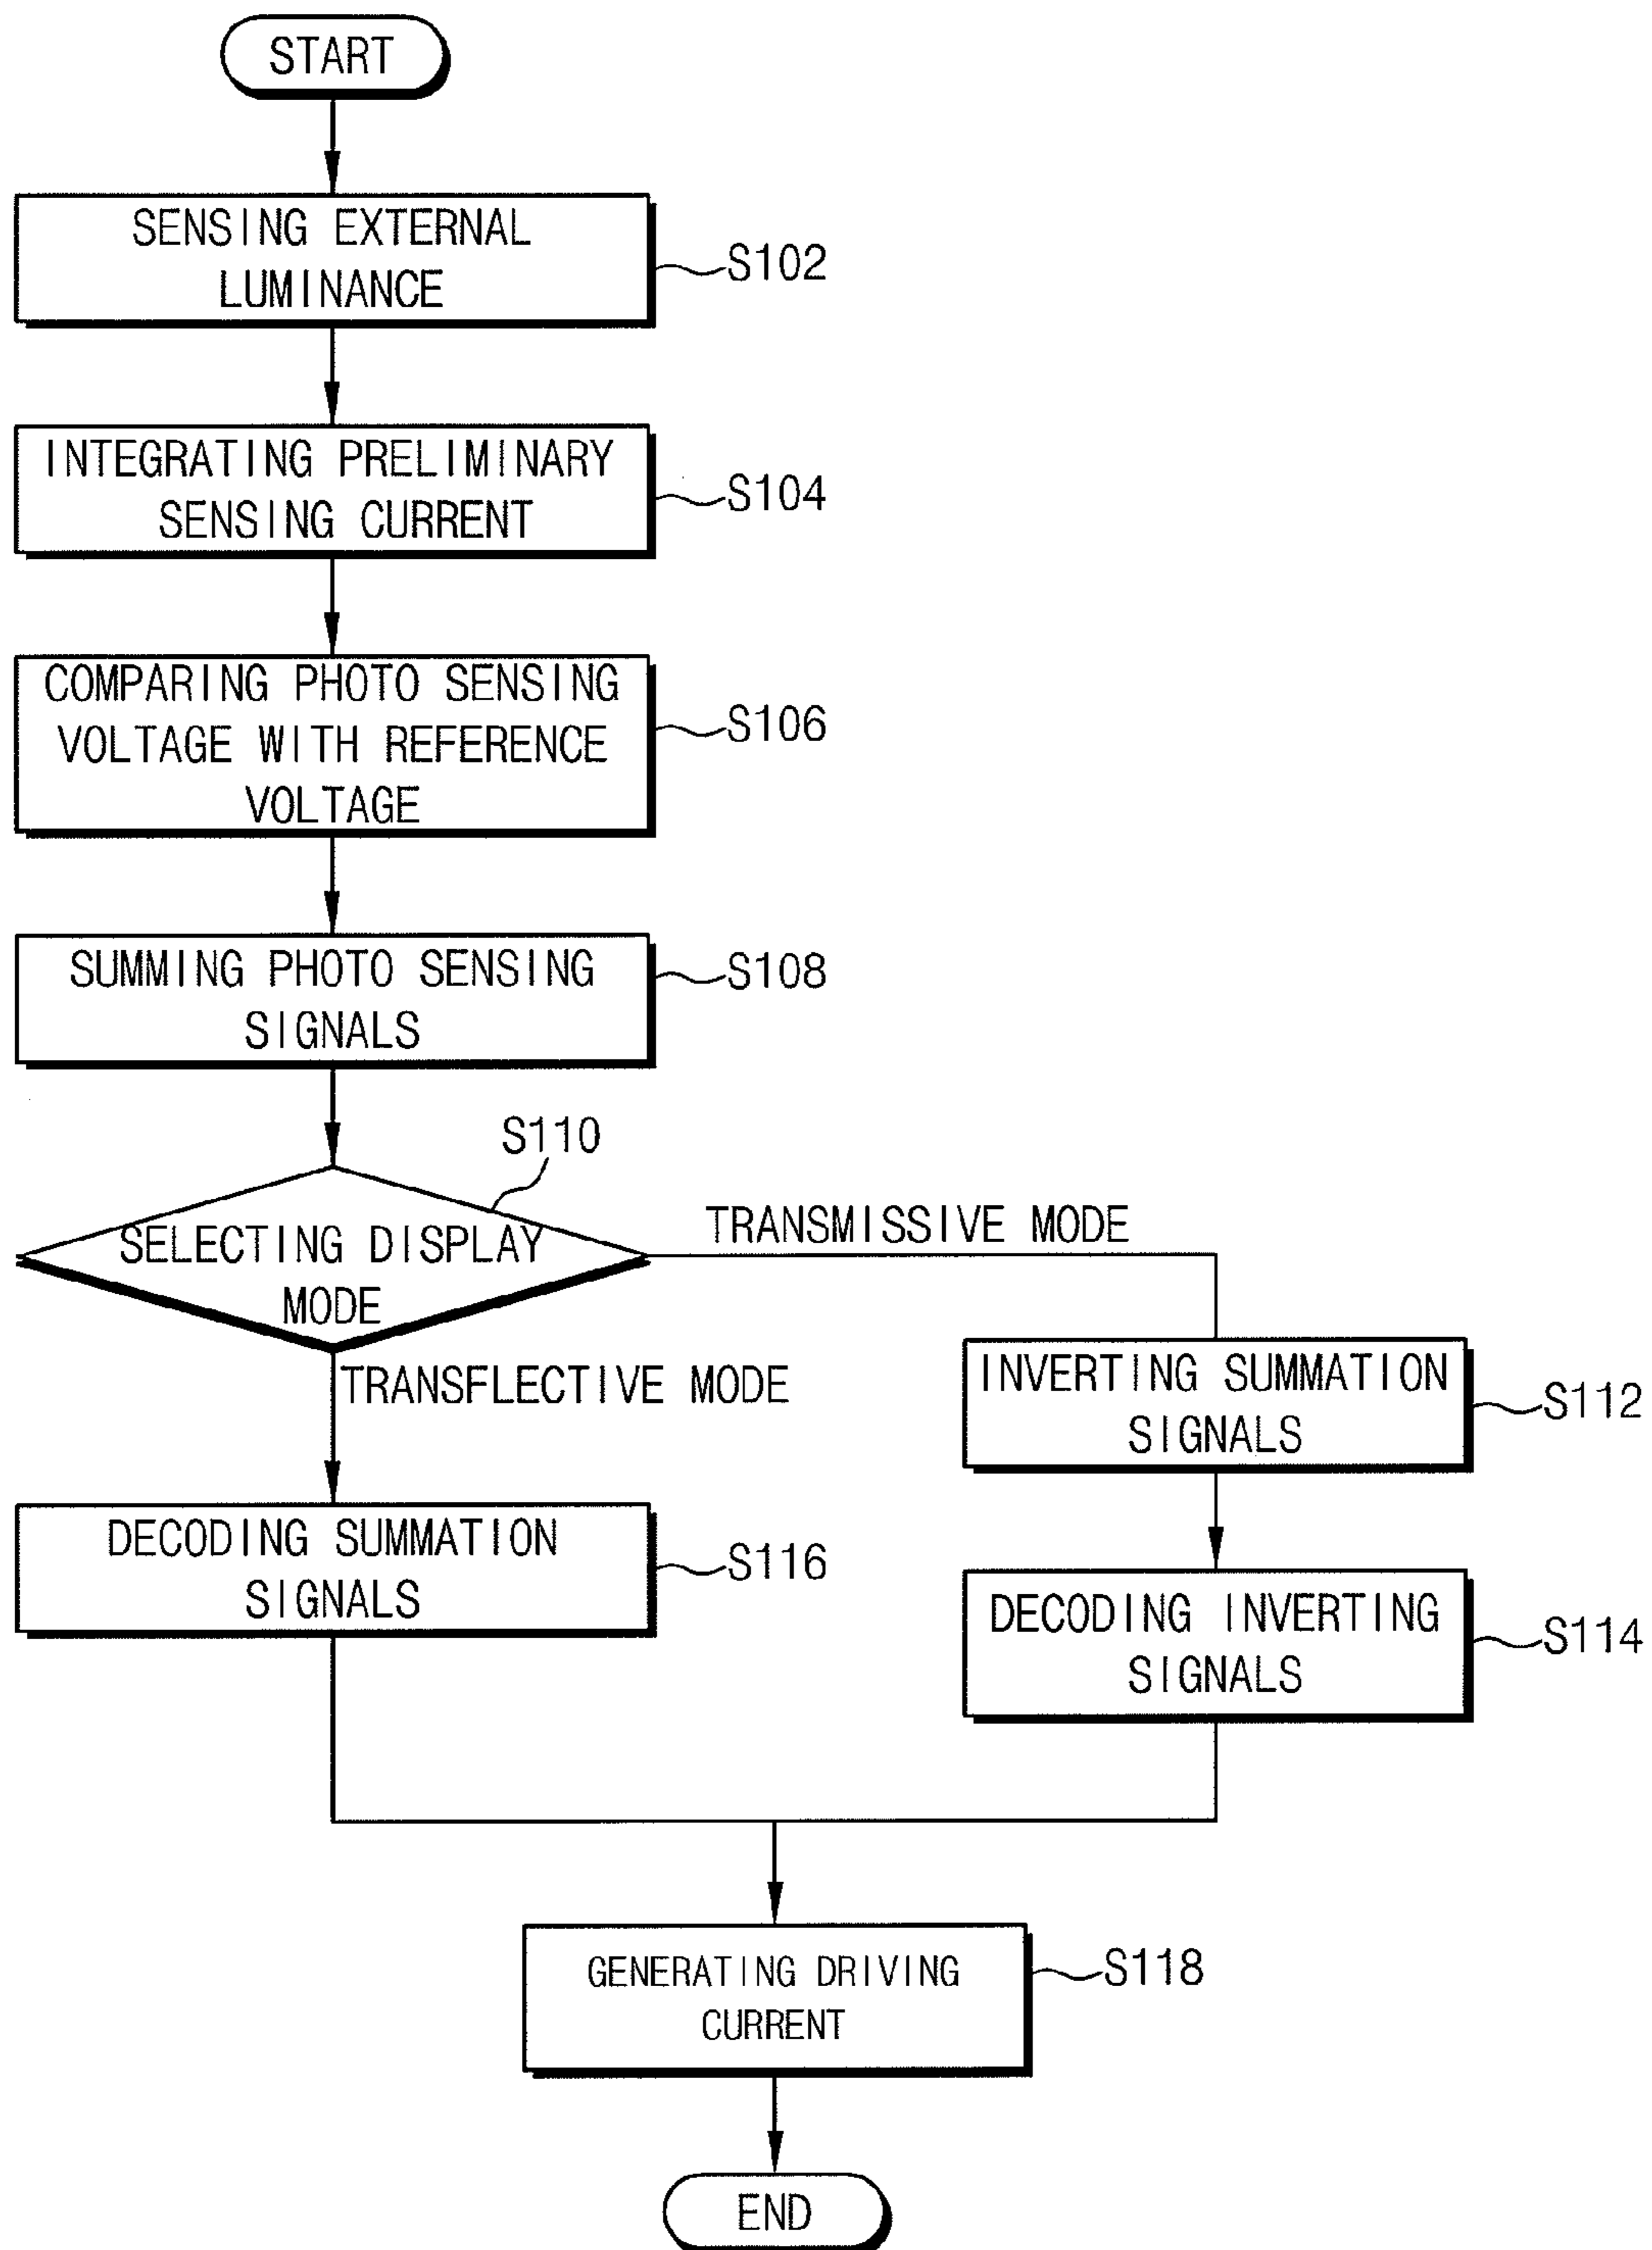 START
SENSING EXTERNAL
LUMINANCE
S102
INTEGRATING PRELIMINARY
SENSING CURRENT
S104
COMPARING PHOTO SENSING
VOLTAGE WITH REFERENCE
VOLTAGE
S106
SUMMING PHOTO SENSING
SIGNALS
S108
S110
SELECTING DISPLAY
MODE
TRANSMISSIVE MODE
TRANSFLECTIVE MODE
INVERTING SUMMATION
SIGNALS
S112
DECODING SUMMATION
SIGNALS
S116
DECODING INVERTING
SIGNALS
S114
GENERATING DRIVING
CURRENT
S118
END